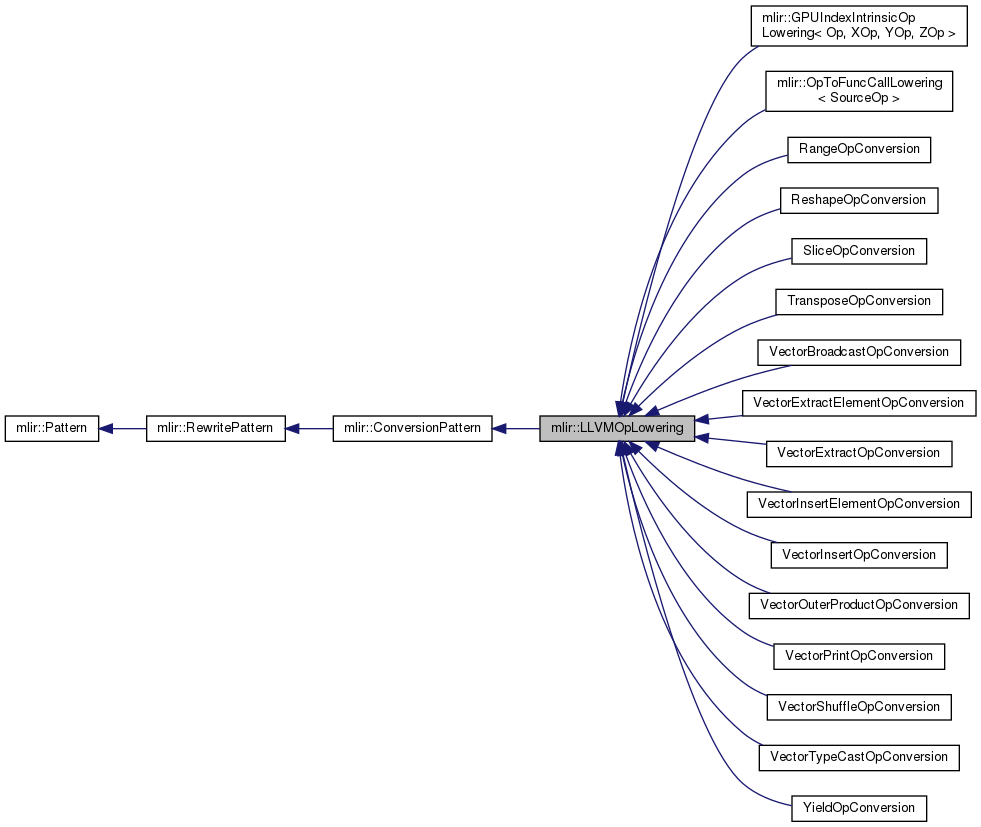 mlir::GPUIndexIntrinsicOp
Lowering< Op, XOp, YOp, ZOp >
mlir::OpToFuncCallLowering
< SourceOp >
RangeOpConversion
ReshapeOpConversion
SliceOpConversion
TransposeOpConversion
VectorBroadcastOpConversion
VectorExtractElementOpConversion
mlir::Pattern
mlir::RewritePattern
mlir::ConversionPattern
mlir::LLVMOpLowering
VectorExtractOpConversion
VectorInsertElementOpConversion
VectorInsertOpConversion
VectorOuterProductOpConversion
VectorPrintOpConversion
VectorShuffleOpConversion
VectorTypeCastOpConversion
YieldOpConversion